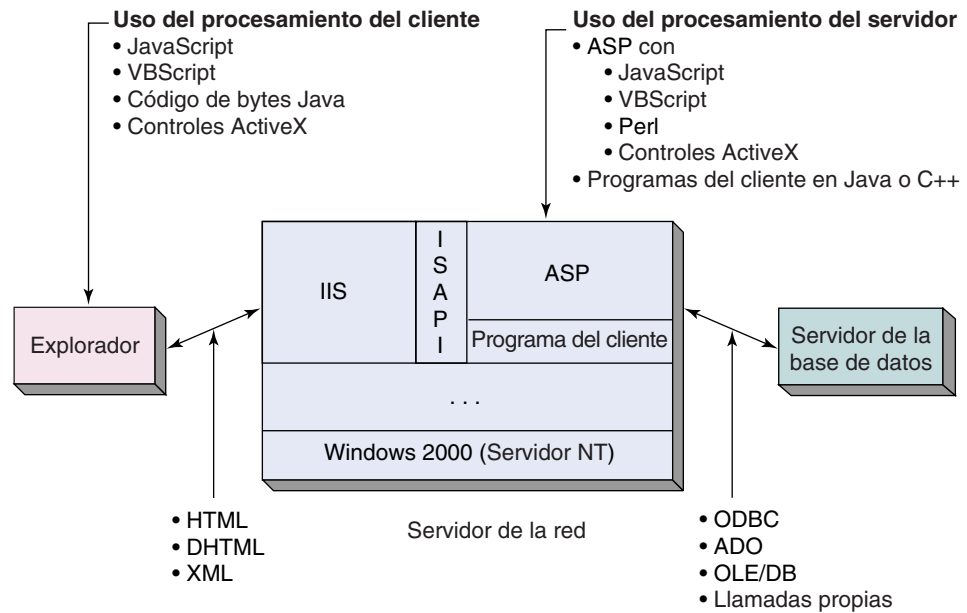 Uso del procesamiento del cliente
• JavaScript
• VBScript
• Código de bytes Java
• Controles ActiveX
Uso del procesamiento del servidor
• ASP con
• JavaScript
• VBScript
• Perl
• Controles ActiveX
• Programas del cliente en Java o C++
Explorador
IIS
ISAPI
ASP
Programa del cliente
. . .
Windows 2000 (Servidor NT)
Servidor de la
base de datos
Servidor de la red
• HTML
• DHTML
• XML
• ODBC
• ADO
• OLE/DB
• Llamadas propias